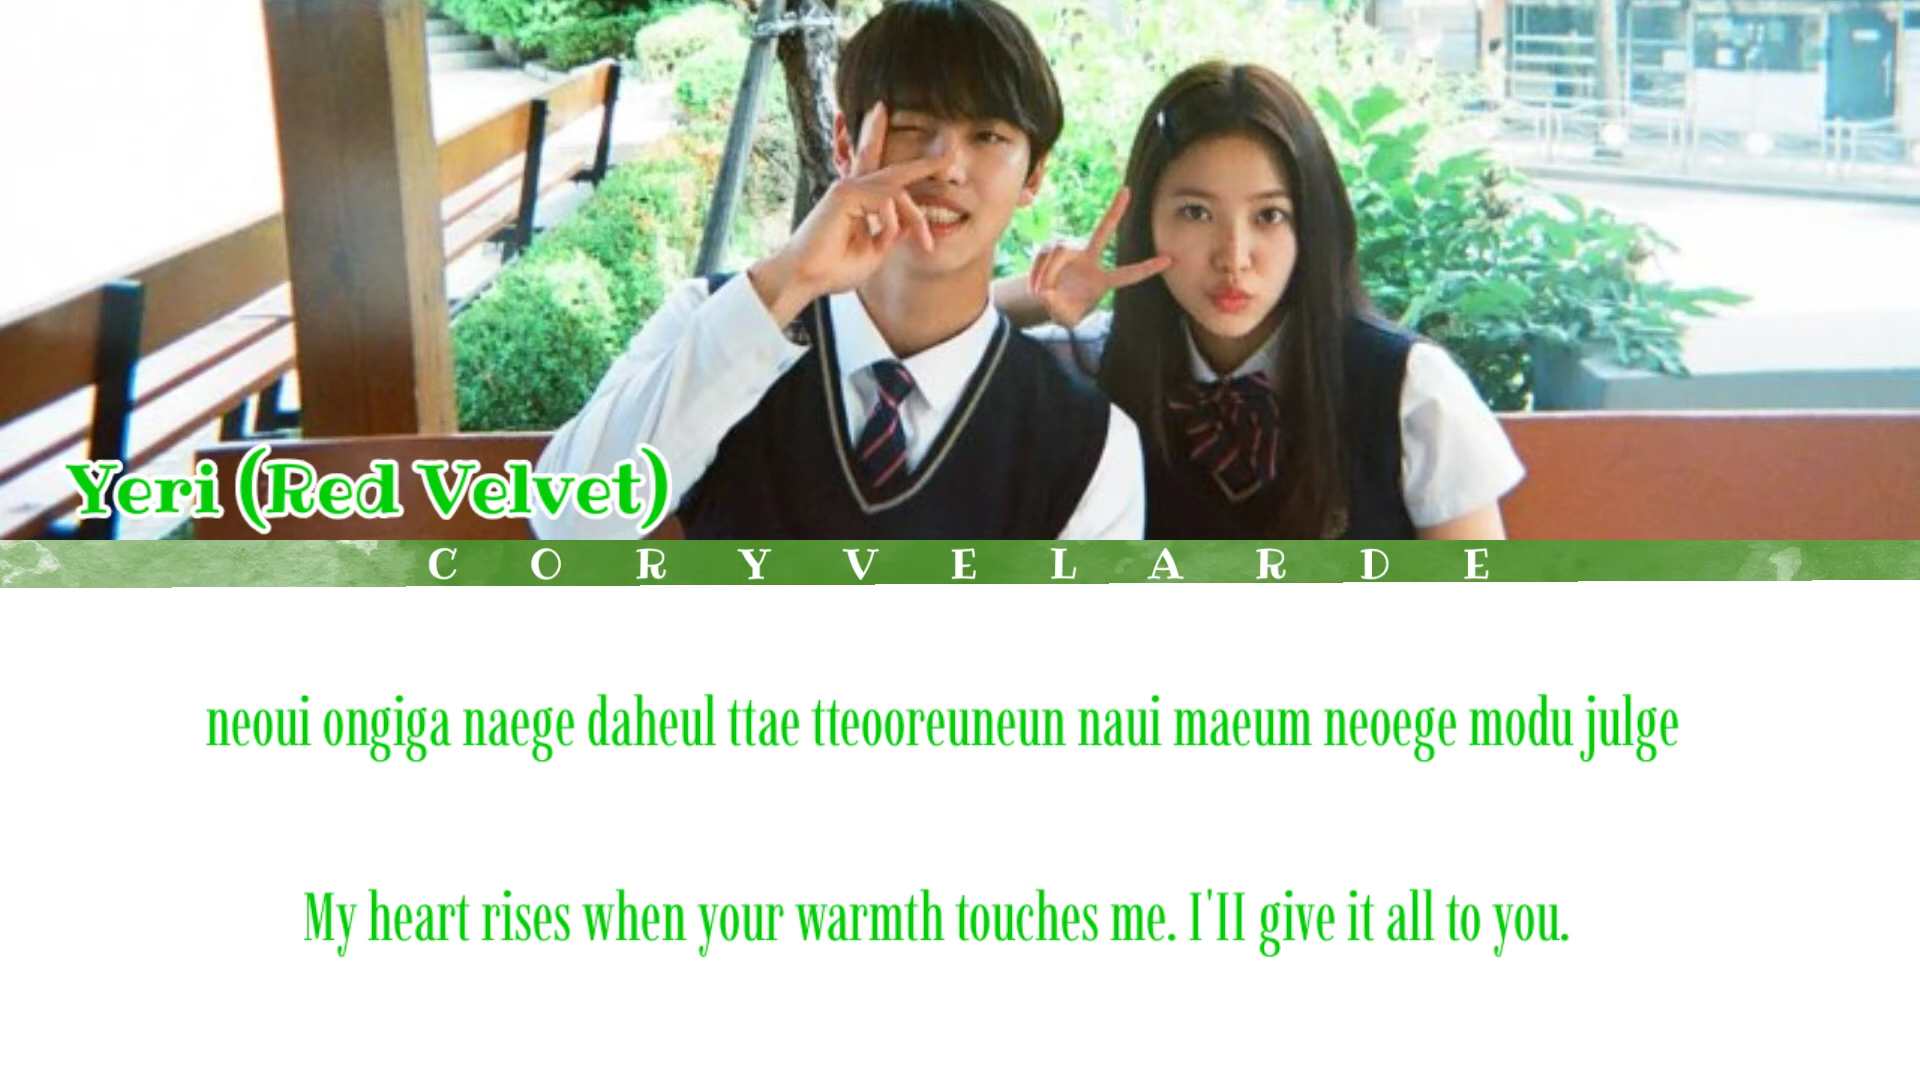 Yeri (Red Velvet)
C O R Y V E L A R D E
neoui ongiga naege daheul ttae tteooreuneun naui maeum neoege modu julge
My heart rises when your warmth touches me. I'II give it all to you.